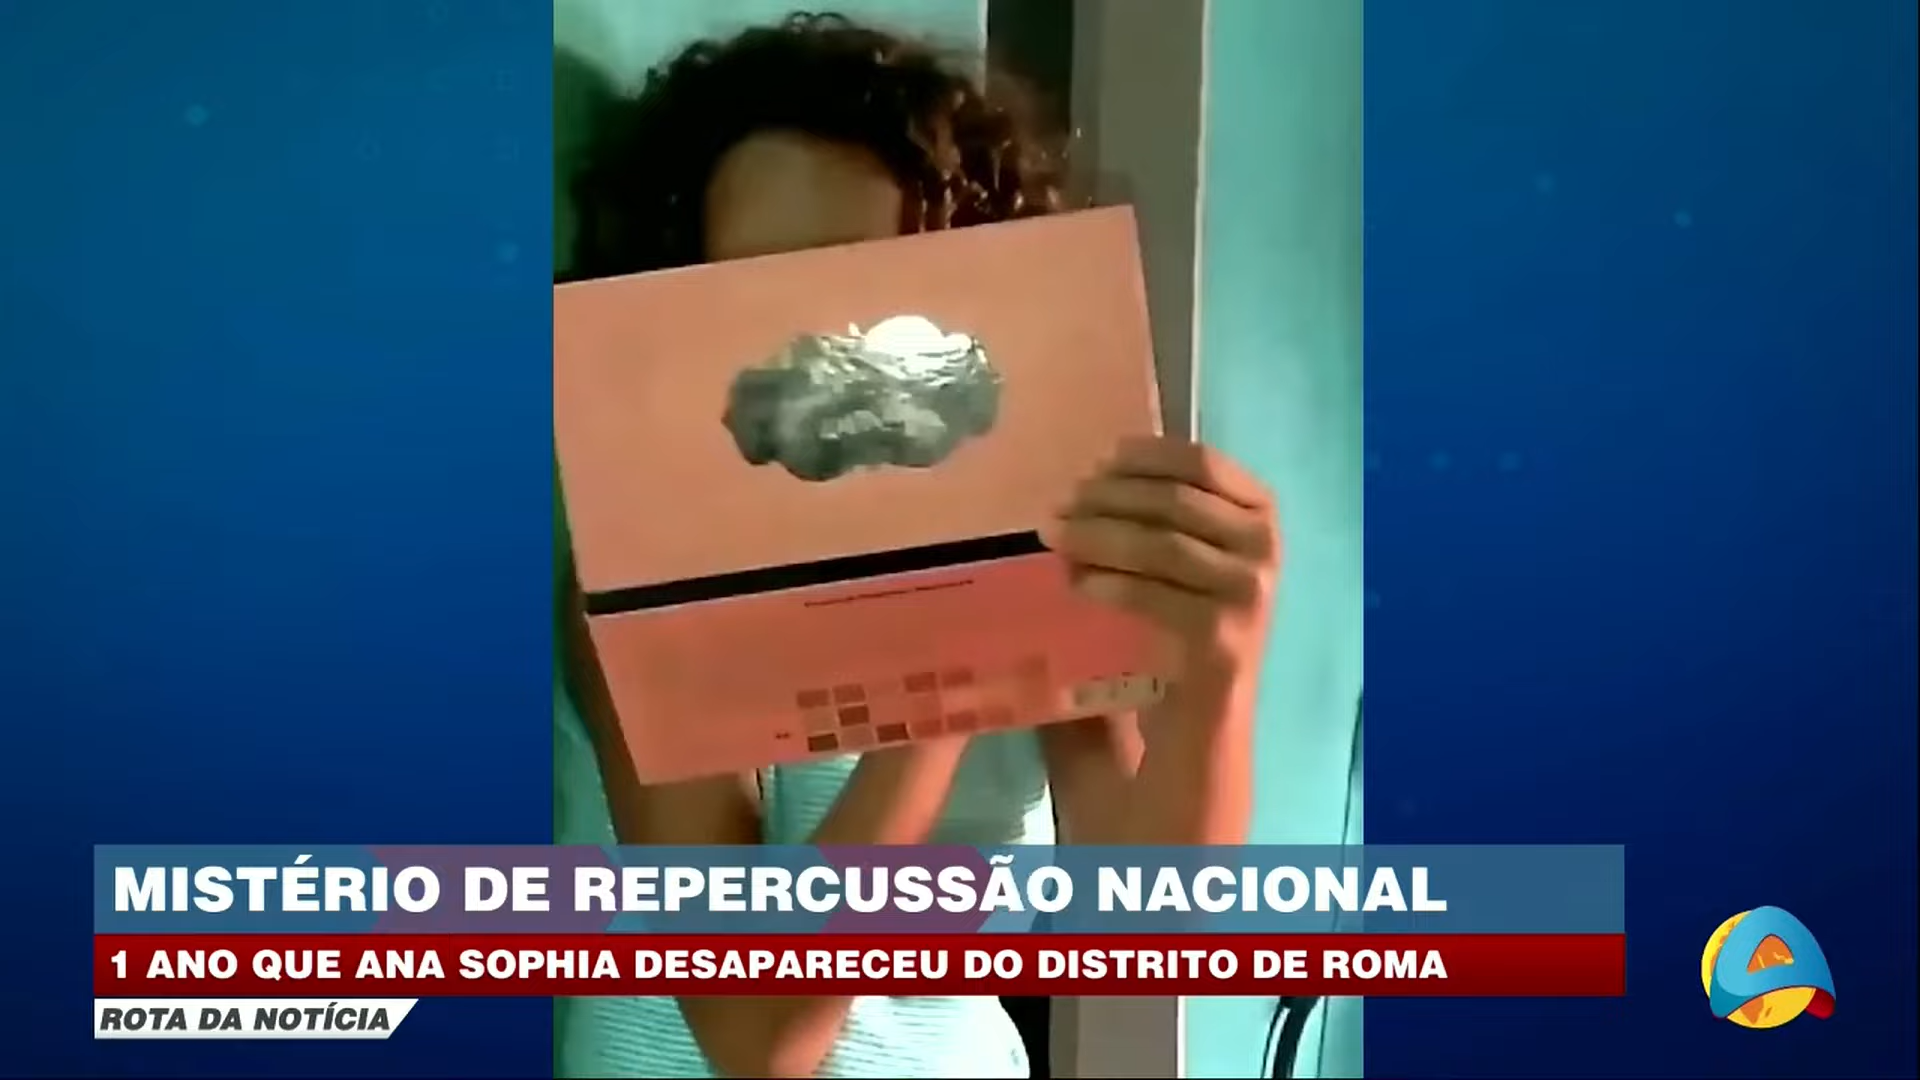 MISTÉRIO DE REPERCUSSÃO NACIONAL
1 ANO QUE ANA SOPHIA DESAPARECEU DO DISTRITO DE ROMA
ROTA DA NOTÍCIA